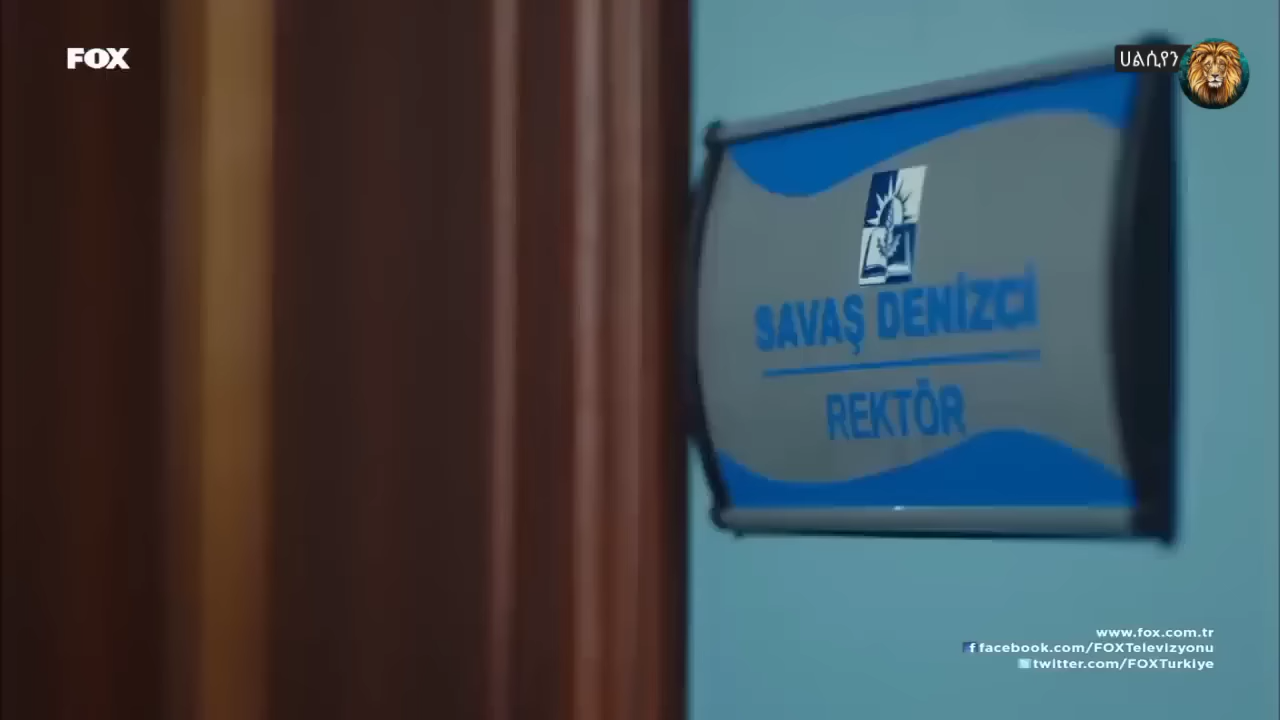 FOX
ሀልሲዮን
SAVAŞ DENİZCİ
REKTÖR
www.fox.com.tr
facebook.com/FOXTelevizyonu
twitter.com/FOXTurkiye